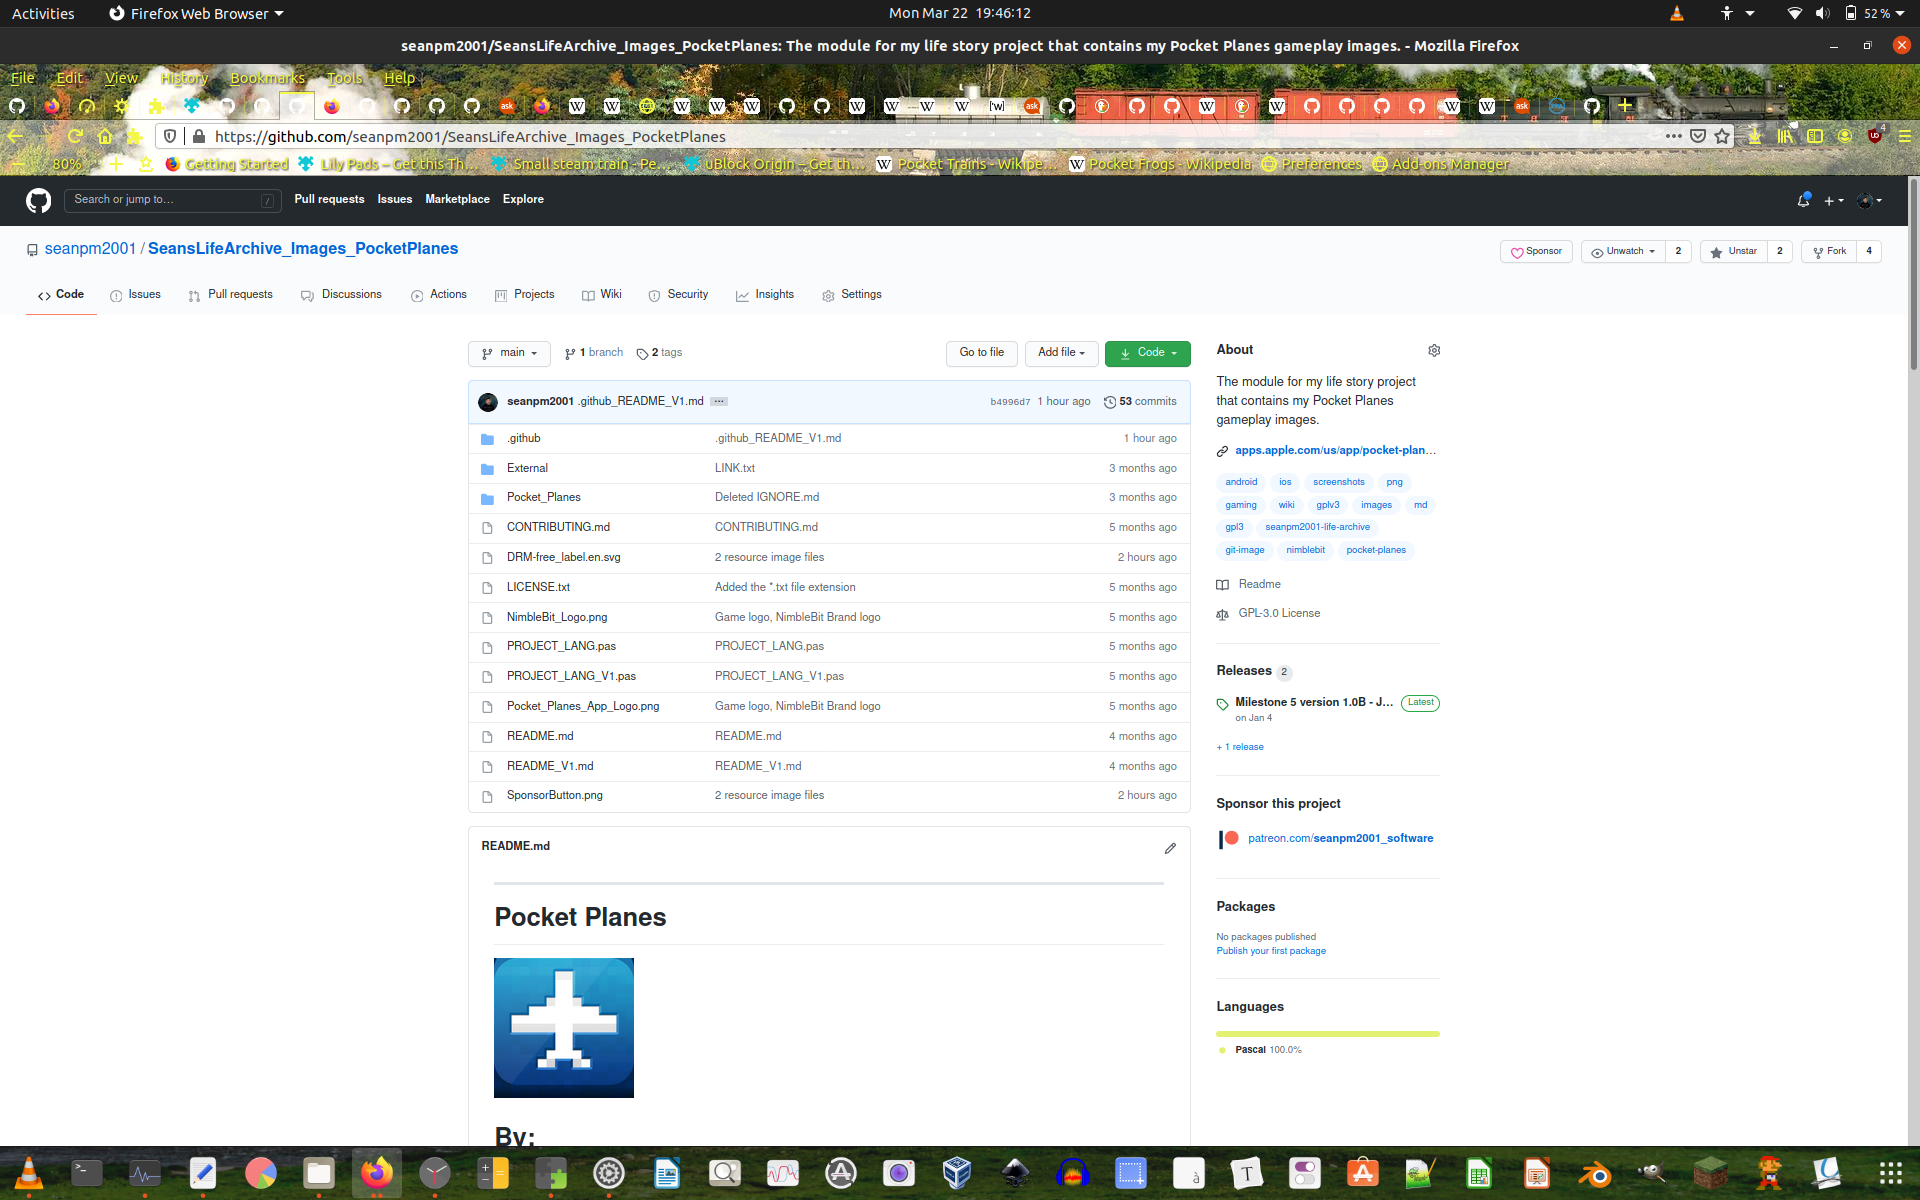 Activities
Firefox Web Browser
Mon Mar 22  19:46:12
52 %
seanpm2001/SeansLifeArchive_Images_PocketPlanes: The module for my life story project that contains my Pocket Planes gameplay images. - Mozilla Firefox
File Edit View History Bookmarks Tools Help
https://github.com/seanpm2001/SeansLifeArchive_Images_PocketPlanes
80% Getting Started Lily Pads – Get this Th… Small steam train - Pe… uBlock Origin – Get th… Pocket Trains - Wikipe… Pocket Frogs - Wikipedia Preferences Add-ons Manager
Search or jump to… / Pull requests Issues Marketplace Explore
seanpm2001 / SeansLifeArchive_Images_PocketPlanes
Sponsor Unwatch 2 Unstar 2 Fork 4
Code Issues Pull requests Discussions Actions Projects Wiki Security Insights Settings
main 1 branch 2 tags Go to file Add file Code
seanpm2001 .github_README_V1.md … b4996d7 1 hour ago 53 commits
.github .github_README_V1.md 1 hour ago
External LINK.txt 3 months ago
Pocket_Planes Deleted IGNORE.md 3 months ago
CONTRIBUTING.md CONTRIBUTING.md 5 months ago
DRM-free_label.en.svg 2 resource image files 2 hours ago
LICENSE.txt Added the *.txt file extension 5 months ago
NimbleBit_Logo.png Game logo, NimbleBit Brand logo 5 months ago
PROJECT_LANG.pas PROJECT_LANG.pas 5 months ago
PROJECT_LANG_V1.pas PROJECT_LANG_V1.pas 5 months ago
Pocket_Planes_App_Logo.png Game logo, NimbleBit Brand logo 5 months ago
README.md README.md 4 months ago
README_V1.md README_V1.md 4 months ago
SponsorButton.png 2 resource image files 2 hours ago
README.md
Pocket Planes
By:
About
The module for my life story project
that contains my Pocket Planes
gameplay images.
apps.apple.com/us/app/pocket-plan…
android ios screenshots png
gaming wiki gplv3 images md
gpl3 seanpm2001-life-archive
git-image nimblebit pocket-planes
Readme
GPL-3.0 License
Releases 2
Milestone 5 version 1.0B - J… Latest
on Jan 4
+ 1 release
Sponsor this project
patreon.com/seanpm2001_software
Packages
No packages published
Publish your first package
Languages
Pascal 100.0%